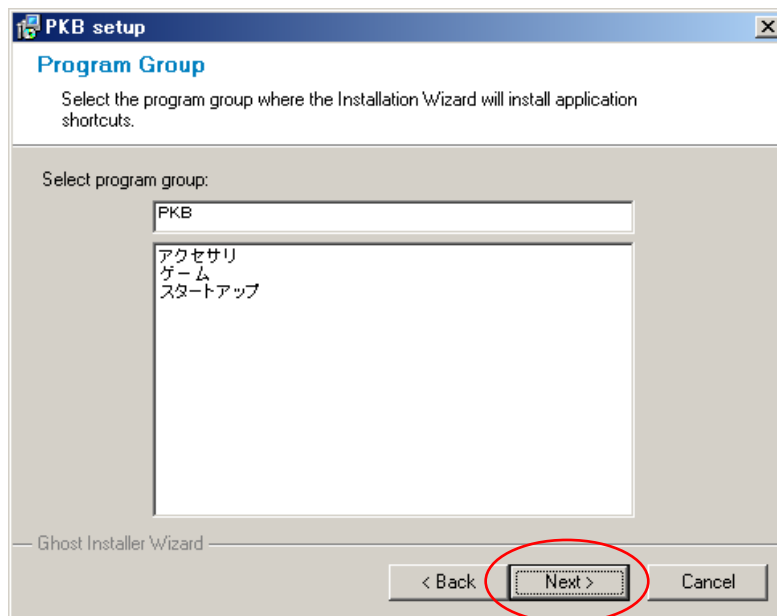 PKB setup
Program Group
Select the program group where the Installation Wizard will install application
shortcuts.
Select program group:
PKB
アクセサリ
ゲーム
スタートアップ
Ghost Installer Wizard
< Back
Next >
Cancel